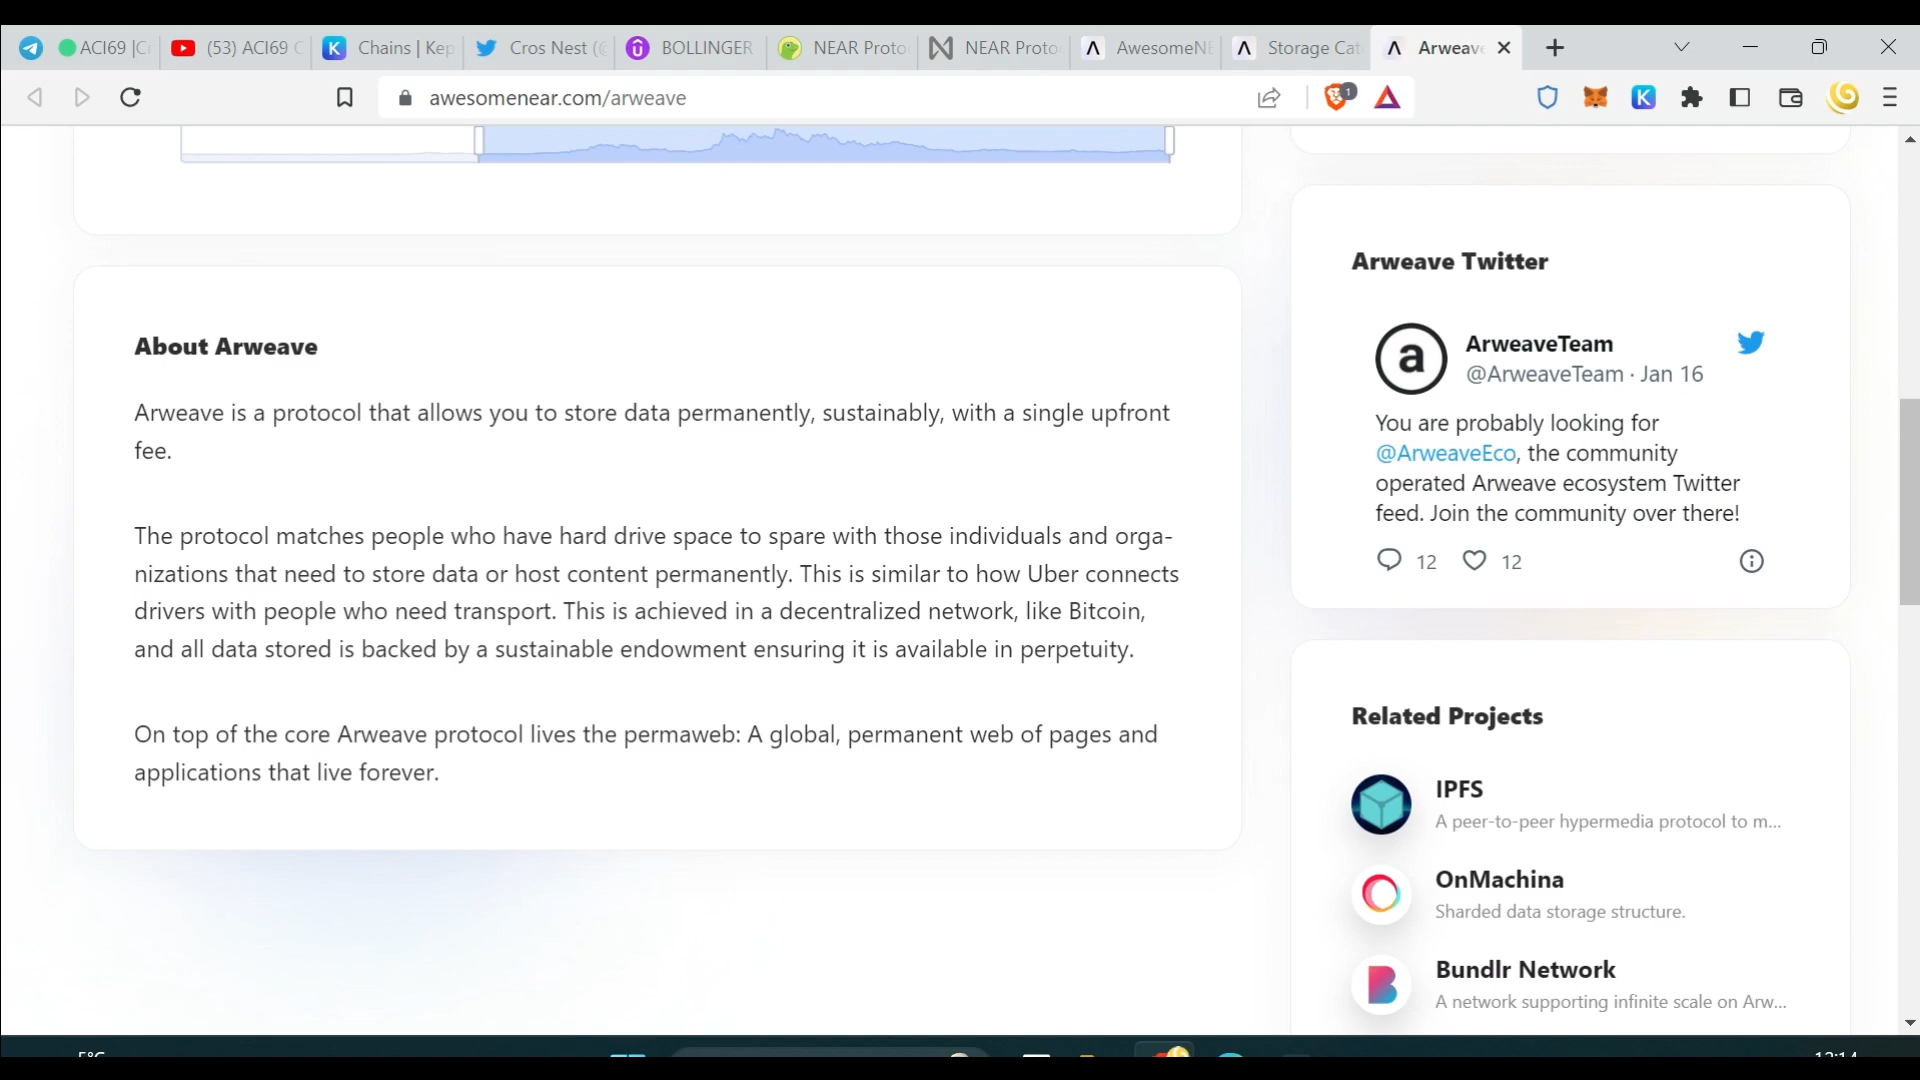 ACI69 |C
(53) ACI69 C
Chains | Kep
Cros Nest (@
BOLLINGER
NEAR Proto
NEAR Proto
AwesomeNE
Storage Cat
Arweave
awesomenear.com/arweave
1
About Arweave
Arweave is a protocol that allows you to store data permanently, sustainably, with a single upfront
fee.
The protocol matches people who have hard drive space to spare with those individuals and orga-
nizations that need to store data or host content permanently. This is similar to how Uber connects
drivers with people who need transport. This is achieved in a decentralized network, like Bitcoin,
and all data stored is backed by a sustainable endowment ensuring it is available in perpetuity.
On top of the core Arweave protocol lives the permaweb: A global, permanent web of pages and
applications that live forever.
Arweave Twitter
a
ArweaveTeam
@ArweaveTeam · Jan 16
You are probably looking for
@ArweaveEco, the community
operated Arweave ecosystem Twitter
feed. Join the community over there!
12 12
Related Projects
IPFS
A peer-to-peer hypermedia protocol to m...
OnMachina
Sharded data storage structure.
Bundlr Network
A network supporting infinite scale on Arw...